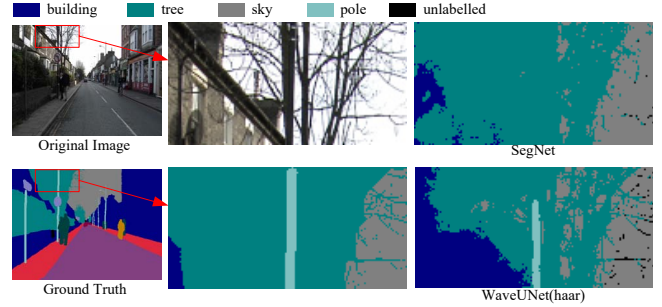 building tree sky pole unlabelled
Original Image
SegNet
Ground Truth
WaveUNet(haar)